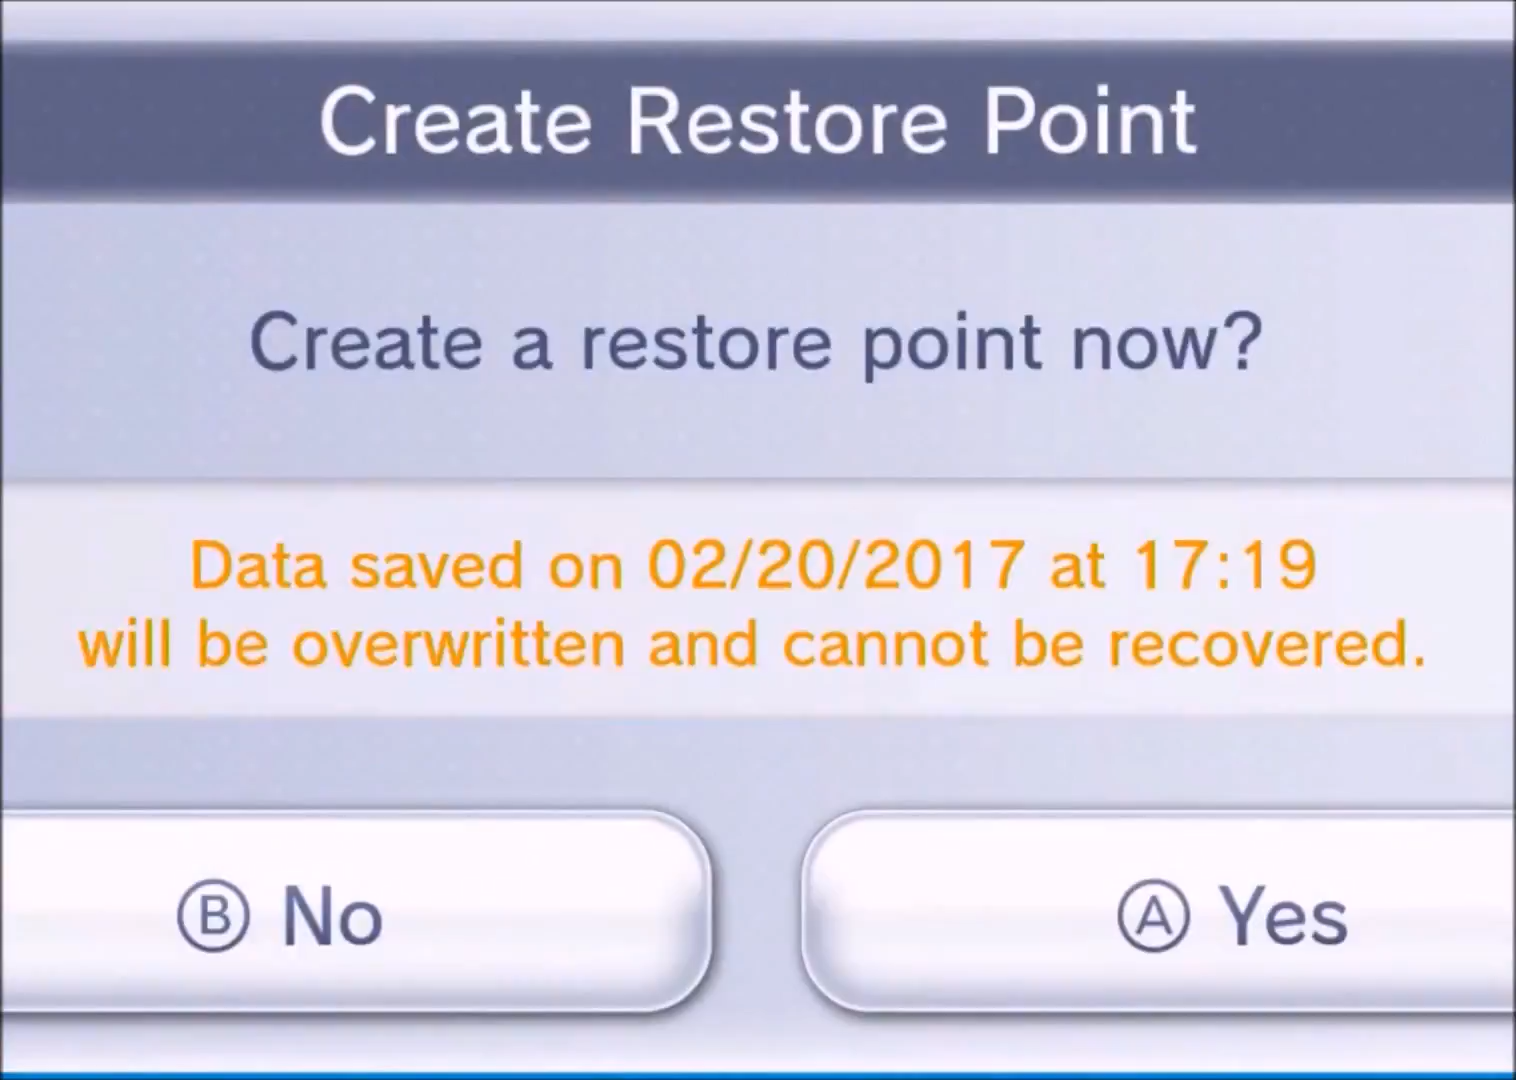 Create Restore Point
Create a restore point now?
Data saved on 02/20/2017 at 17:19
will be overwritten and cannot be recovered.
Ⓑ No
Ⓐ Yes